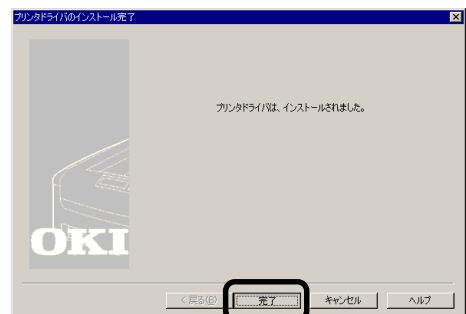 プリンタドライバのインストール完了
プリンタドライバは、インストールされました。
OKI
< 戻る(B)
完了
キャンセル
ヘルプ